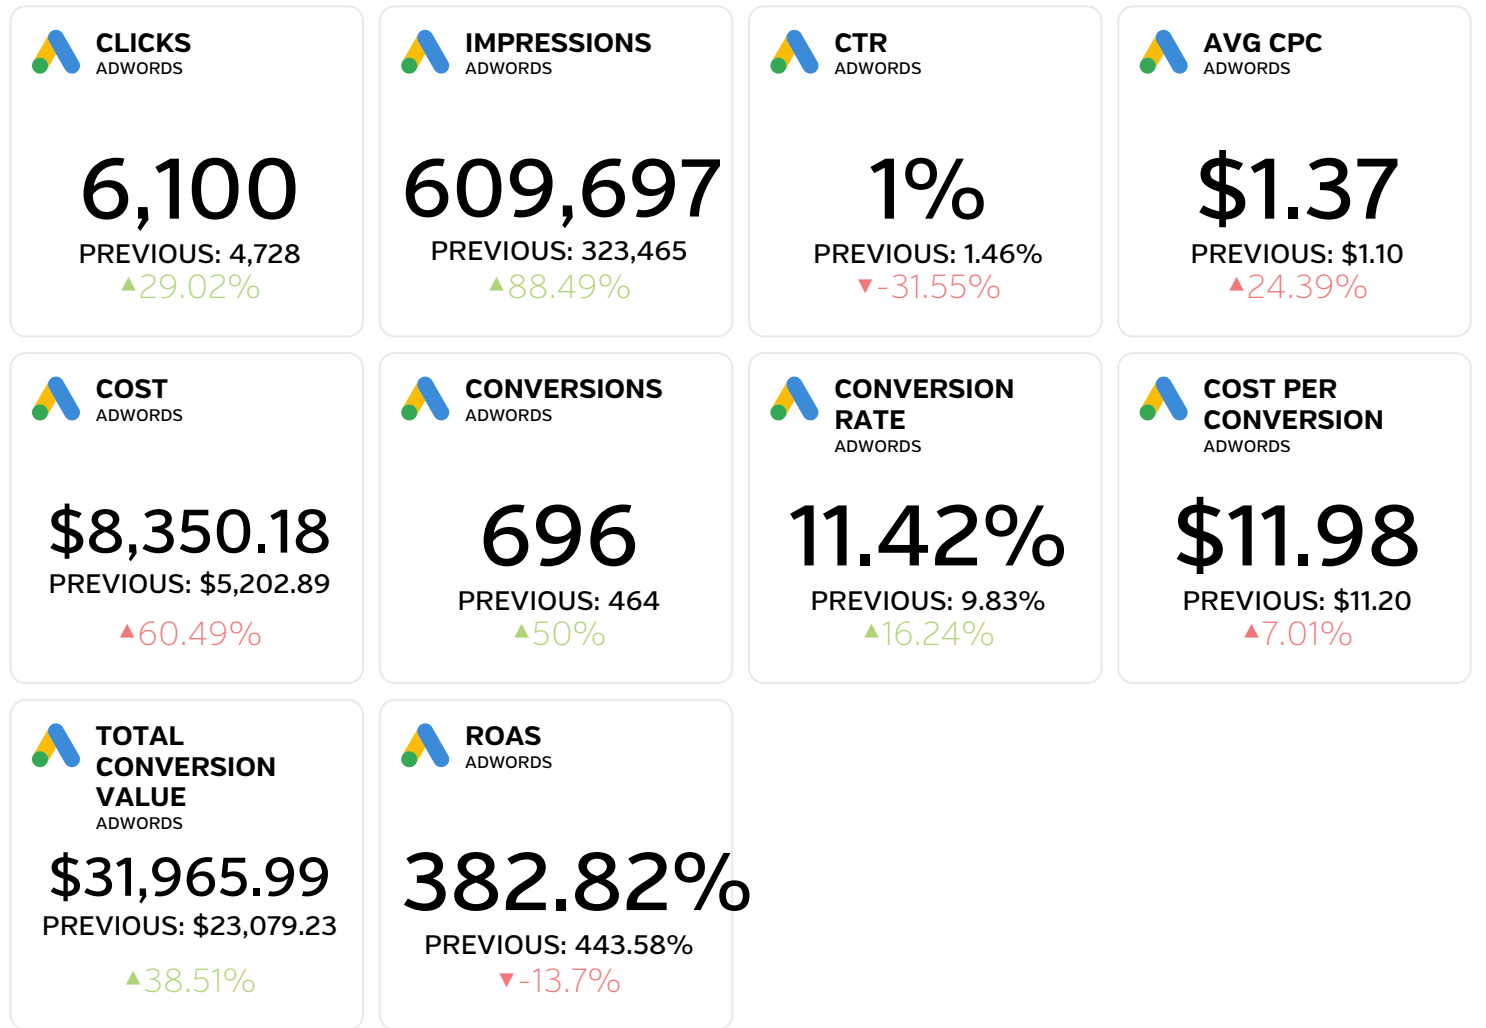 CLICKS
ADWORDS
6,100
PREVIOUS: 4,728
▲29.02%
IMPRESSIONS
ADWORDS
609,697
PREVIOUS: 323,465
▲88.49%
CTR
ADWORDS
1%
PREVIOUS: 1.46%
▼-31.55%
AVG CPC
ADWORDS
$1.37
PREVIOUS: $1.10
▲24.39%
COST
ADWORDS
$8,350.18
PREVIOUS: $5,202.89
▲60.49%
CONVERSIONS
ADWORDS
696
PREVIOUS: 464
▲50%
CONVERSION
RATE
ADWORDS
11.42%
PREVIOUS: 9.83%
▲16.24%
COST PER
CONVERSION
ADWORDS
$11.98
PREVIOUS: $11.20
▲7.01%
TOTAL
CONVERSION
VALUE
ADWORDS
$31,965.99
PREVIOUS: $23,079.23
▲38.51%
ROAS
ADWORDS
382.82%
PREVIOUS: 443.58%
▼-13.7%